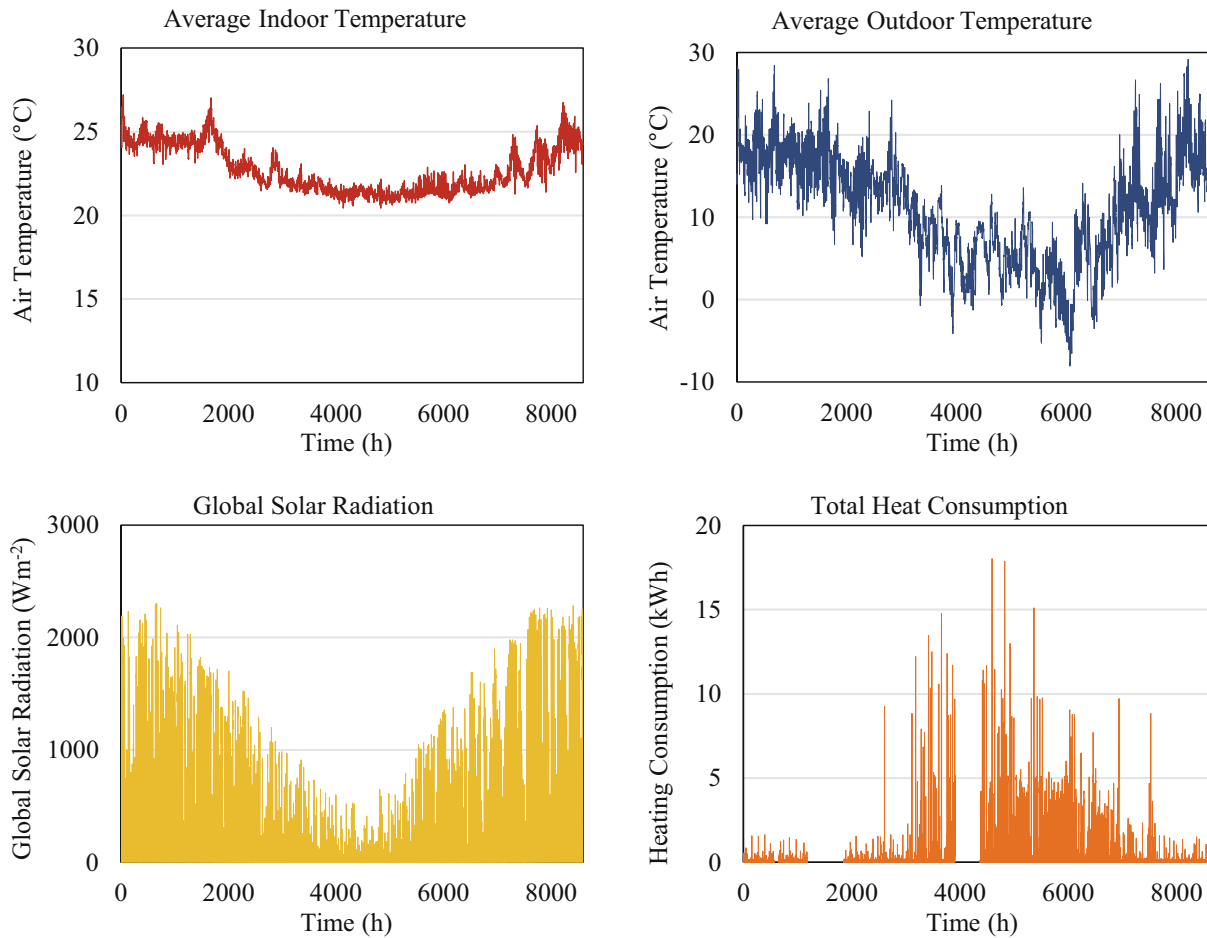 Average Indoor Temperature
30
25
20
15
10
Air Temperature (°C)
0 2000 4000 6000 8000
Time (h)
Average Outdoor Temperature
30
20
10
0
-10
Air Temperature (°C)
0 2000 4000 6000 8000
Time (h)
Global Solar Radiation
3000
2000
1000
0
Global Solar Radiation (Wm⁻²)
0 2000 4000 6000 8000
Time (h)
Total Heat Consumption
20
15
10
5
0
Heating Consumption (kWh)
0 2000 4000 6000 8000
Time (h)